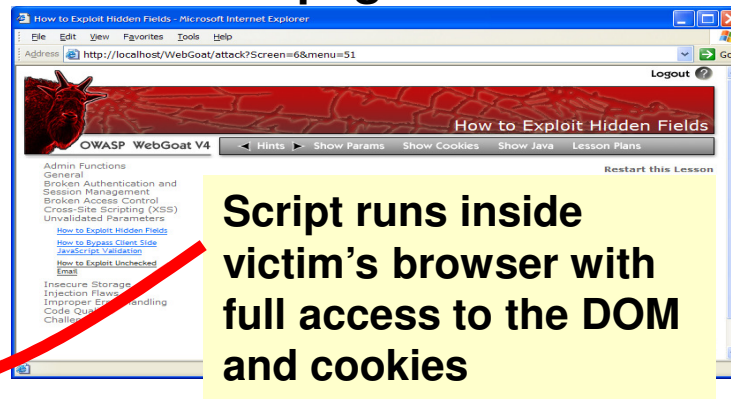 How to Exploit Hidden Fields - Microsoft Internet Explorer
File Edit View Favorites Tools Help
Address http://localhost/WebGoat/attack?Screen=6&menu=51 Go
Logout ?
How to Exploit Hidden Fields
OWASP WebGoat V4 Hints Show Params Show Cookies Show Java Lesson Plans
Restart this Lesson
Admin Functions
General
Broken Authentication and
Session Management
Broken Access Control
Cross-Site Scripting (XSS)
Unvalidated Parameters
How to Exploit Hidden Fields
How to Bypass Client Side
JavaScript Validation
How to Exploit Unchecked
Email
Insecure Storage
Injection Flaws
Improper Handling
Code
Script runs inside
victim's browser with
full access to the DOM
and cookies